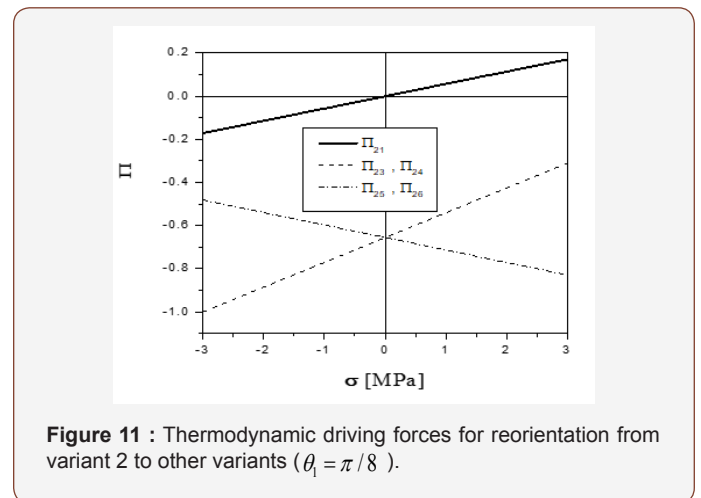 0.2
0.0
-0.2
-0.4
-0.6
-0.8
-1.0
Π
Π21
Π23 , Π24
Π25 , Π26
-3 -2 -1 0 1 2 3
σ [MPa]
Figure 11 : Thermodynamic driving forces for reorientation from
variant 2 to other variants ( θ1 = π / 8 ).